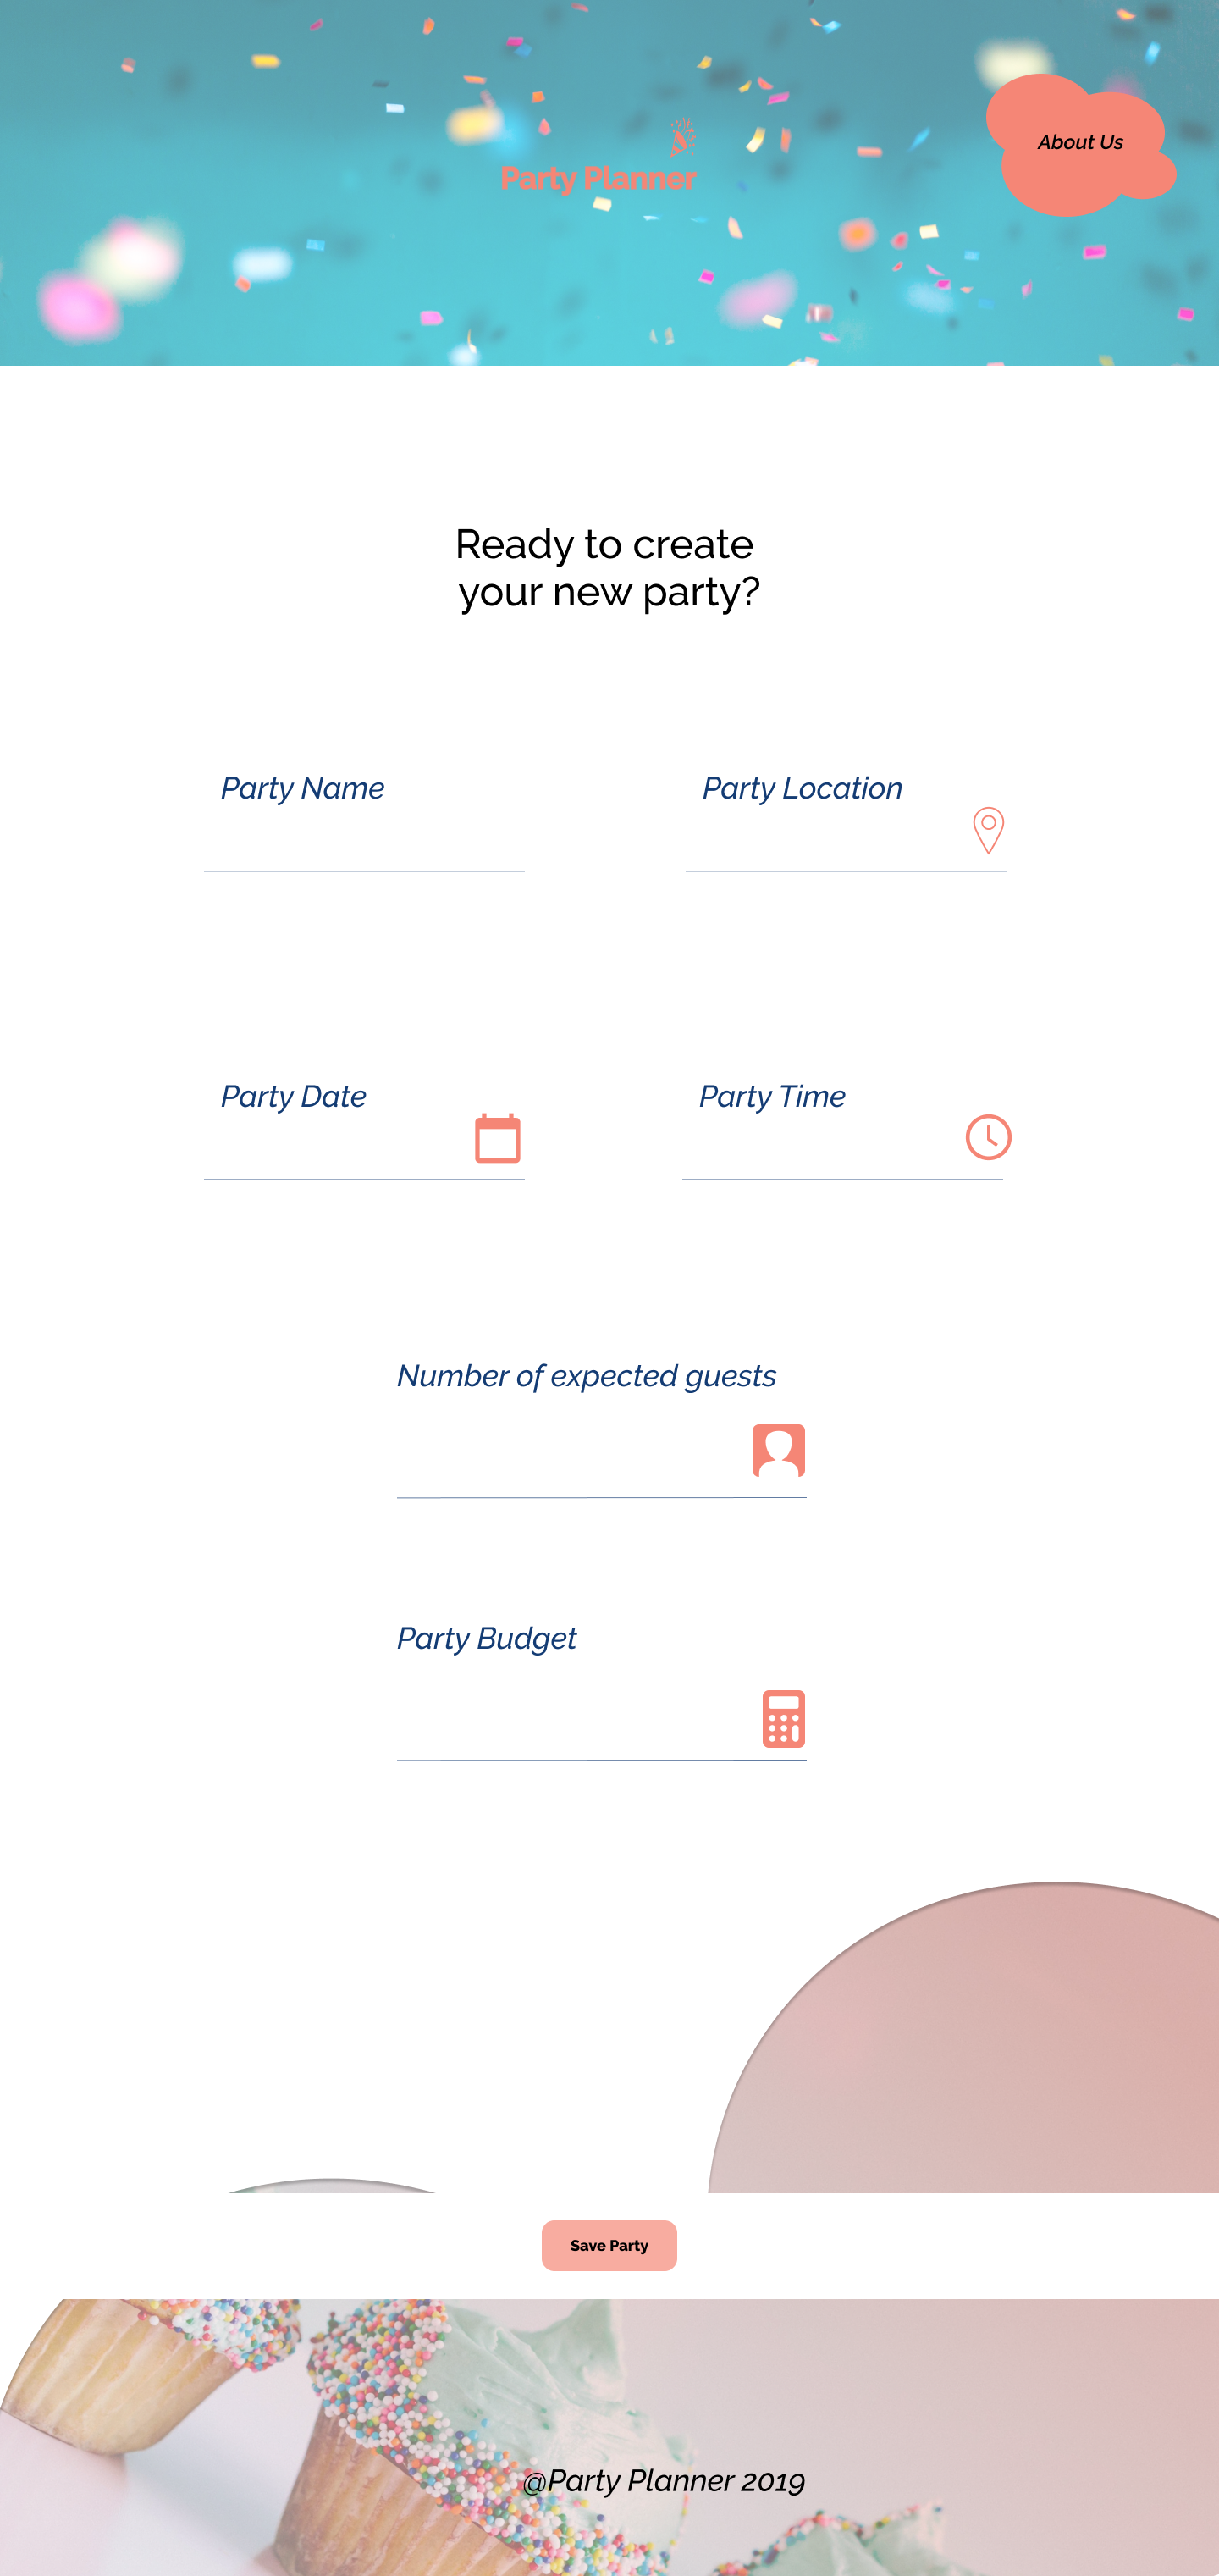 About Us
Party Planner
Ready to create
your new party?
Party Name
Party Location
Party Date
Party Time
Number of expected guests
Party Budget
Save Party
@Party Planner 2019